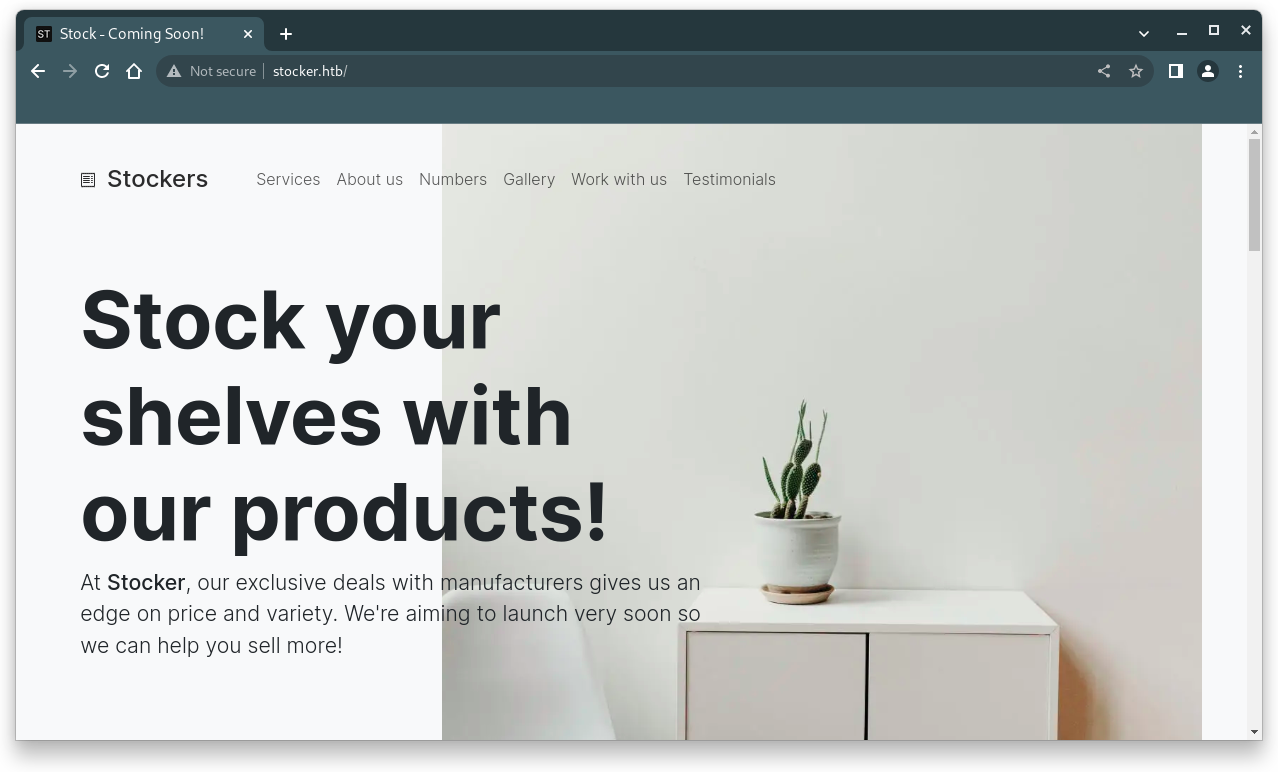 ST Stock - Coming Soon!
Not secure stocker.htb/
Stockers Services About us Numbers Gallery Work with us Testimonials
Stock your
shelves with
our products!
At Stocker, our exclusive deals with manufacturers gives us an
edge on price and variety. We're aiming to launch very soon so
we can help you sell more!